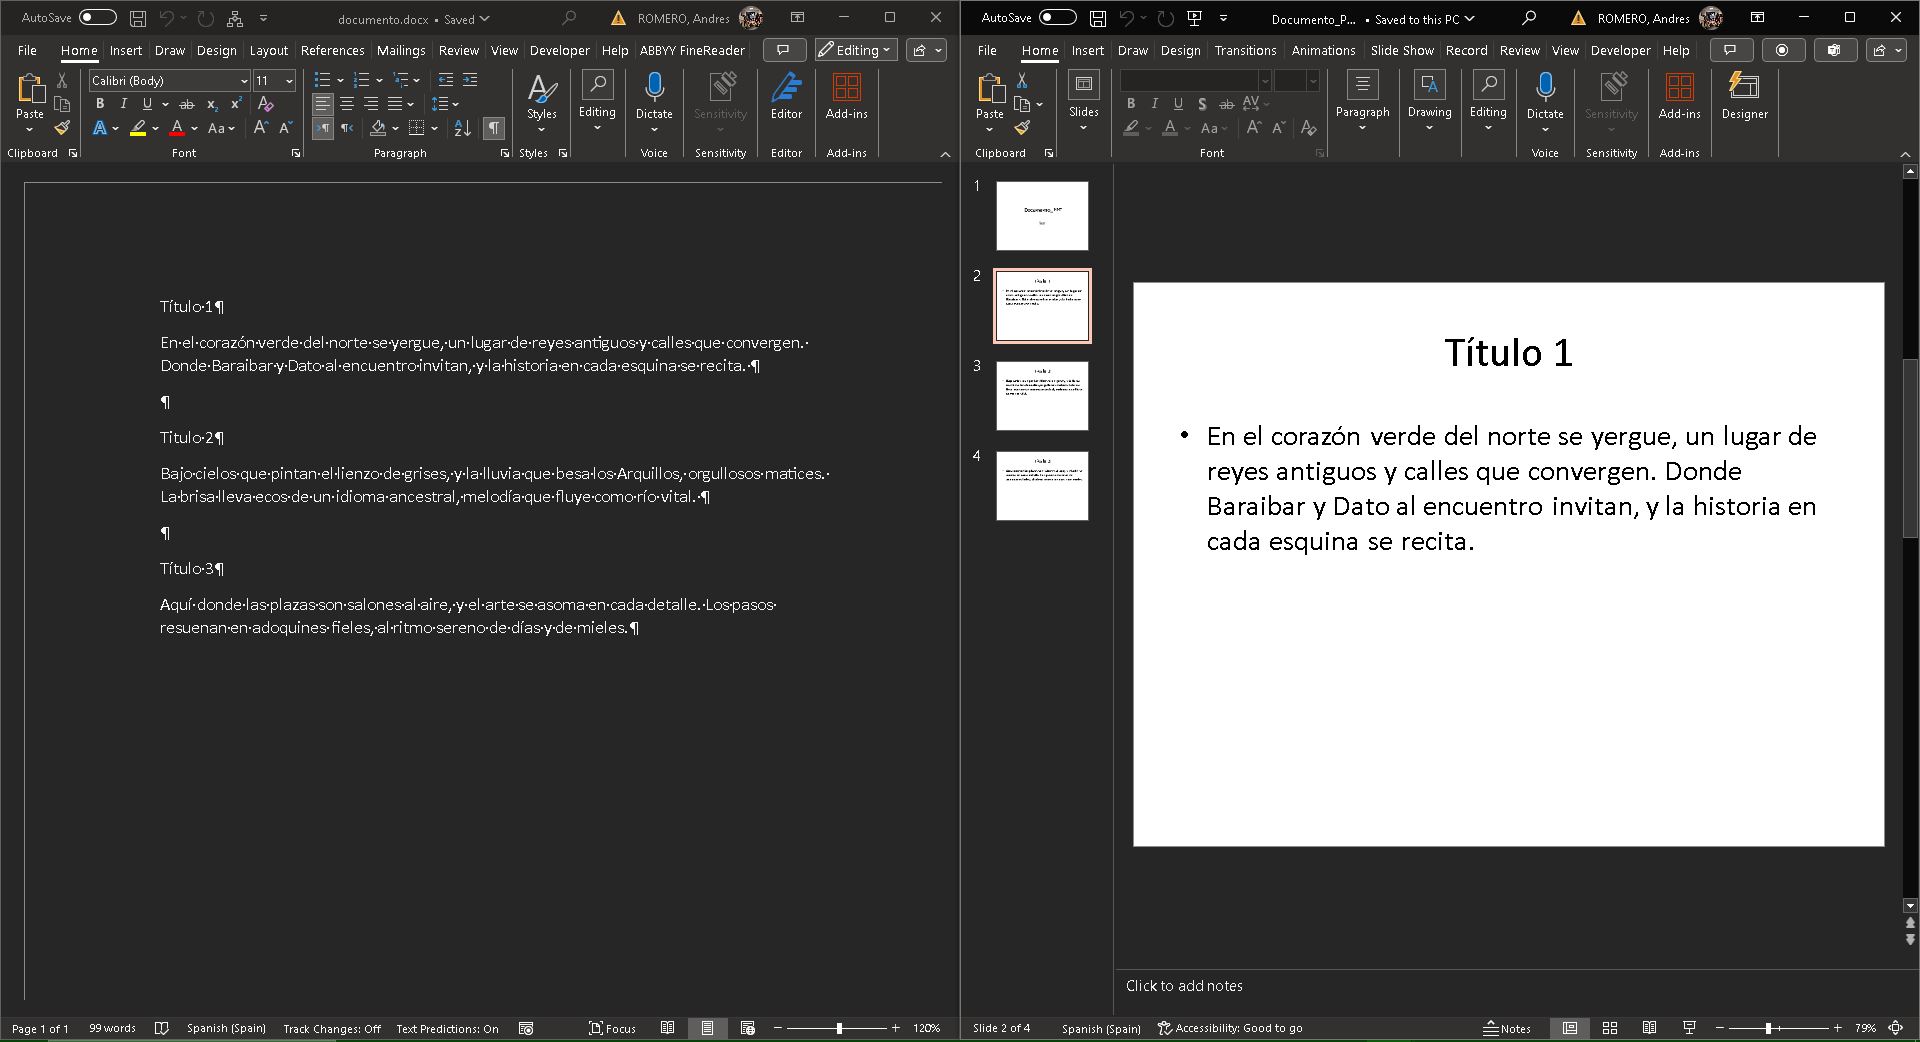 AutoSave documento.docx • Saved ROMERO, Andres
File Home Insert Draw Design Layout References Mailings Review View Developer Help ABBYY FineReader Editing
Calibri (Body) 11
Paste Styles Editing Dictate Sensitivity Editor Add-ins
Clipboard Font Paragraph Styles Voice Sensitivity Editor Add-ins
Título·1¶
En·el·corazón·verde·del·norte·se·yergue,·un·lugar·de·reyes·antiguos·y·calles·que·convergen.·
Donde·Baraibar·y·Dato·al·encuentro·invitan,·y·la·historia·en·cada·esquina·se·recita.·¶
¶
Titulo·2¶
Bajo·cielos·que·pintan·el·lienzo·de·grises,·y·la·lluvia·que·besa·los·Arquillos,·orgullosos·matices.·
La·brisa·lleva·ecos·de·un·idioma·ancestral,·melodía·que·fluye·como·río·vital.·¶
¶
Título·3¶
Aquí·donde·las·plazas·son·salones·al·aire,·y·el·arte·se·asoma·en·cada·detalle.·Los·pasos·
resuenan·en·adoquines·fieles,·al·ritmo·sereno·de·días·y·de·mieles.¶
Page 1 of 1 99 words Spanish (Spain) Track Changes: Off Text Predictions: On Focus 120%
AutoSave Documento_P... • Saved to this PC ROMERO, Andres
File Home Insert Draw Design Transitions Animations Slide Show Record Review View Developer Help
Paste Slides Paragraph Drawing Editing Dictate Sensitivity Add-ins Designer
Clipboard Font Voice Sensitivity Add-ins
1
2
3
4
Título 1
• En el corazón verde del norte se yergue, un lugar de
reyes antiguos y calles que convergen. Donde
Baraibar y Dato al encuentro invitan, y la historia en
cada esquina se recita.
Click to add notes
Slide 2 of 4 Spanish (Spain) Accessibility: Good to go Notes 79%